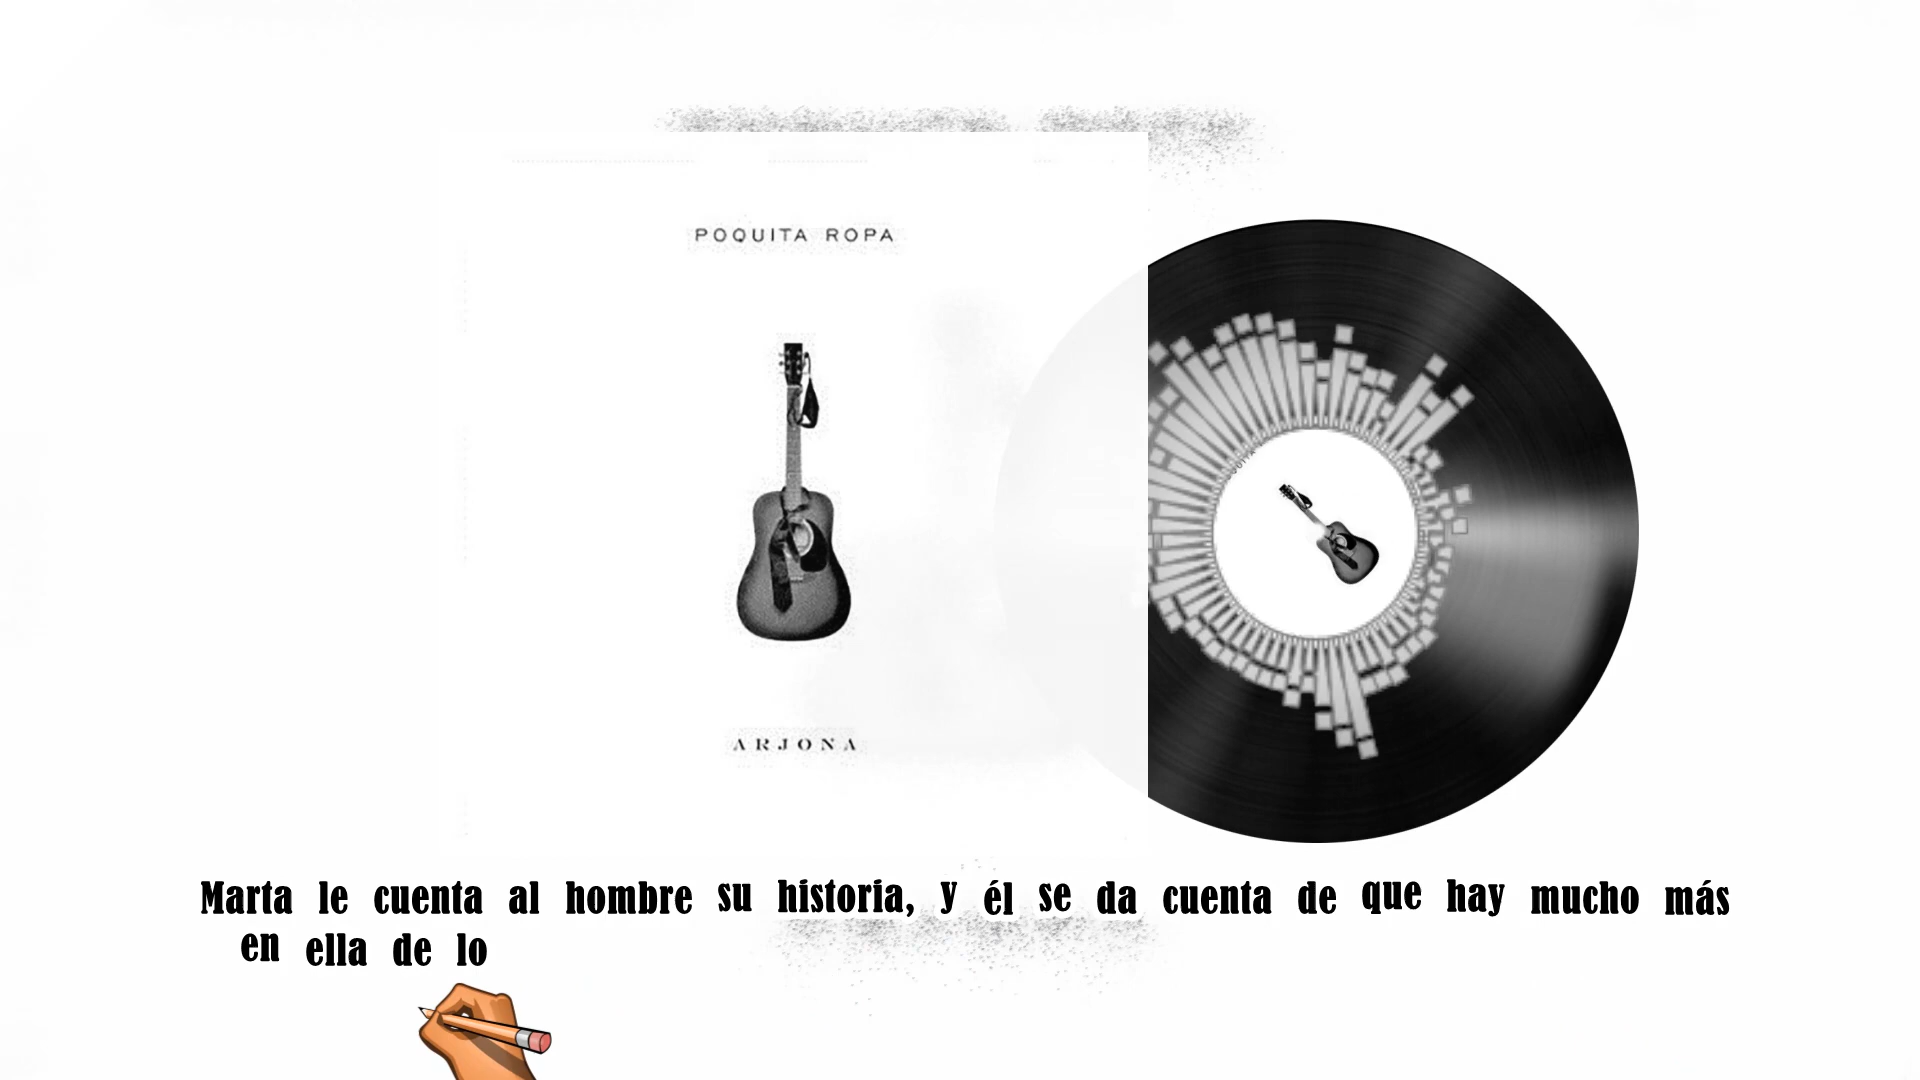 POQUITA ROPA
ARJONA
Marta le cuenta al hombre su historia, y él se da cuenta de que hay mucho más
en ella de lo